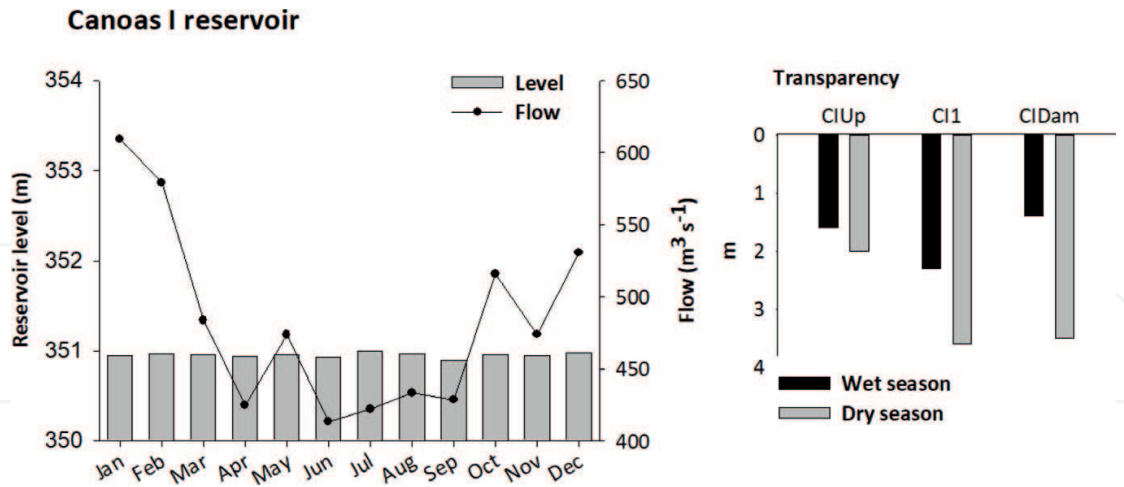 Canoas I reservoir
Reservoir level (m)
354
353
352
351
350
Level
Flow
650
600
550
500
450
400
Flow (m³ s⁻¹)
Jan Feb Mar Apr May Jun Jul Aug Sep Oct Nov Dec
Transparency
CIUp CI1 CIDam
0
1
2
3
4
m
Wet season
Dry season